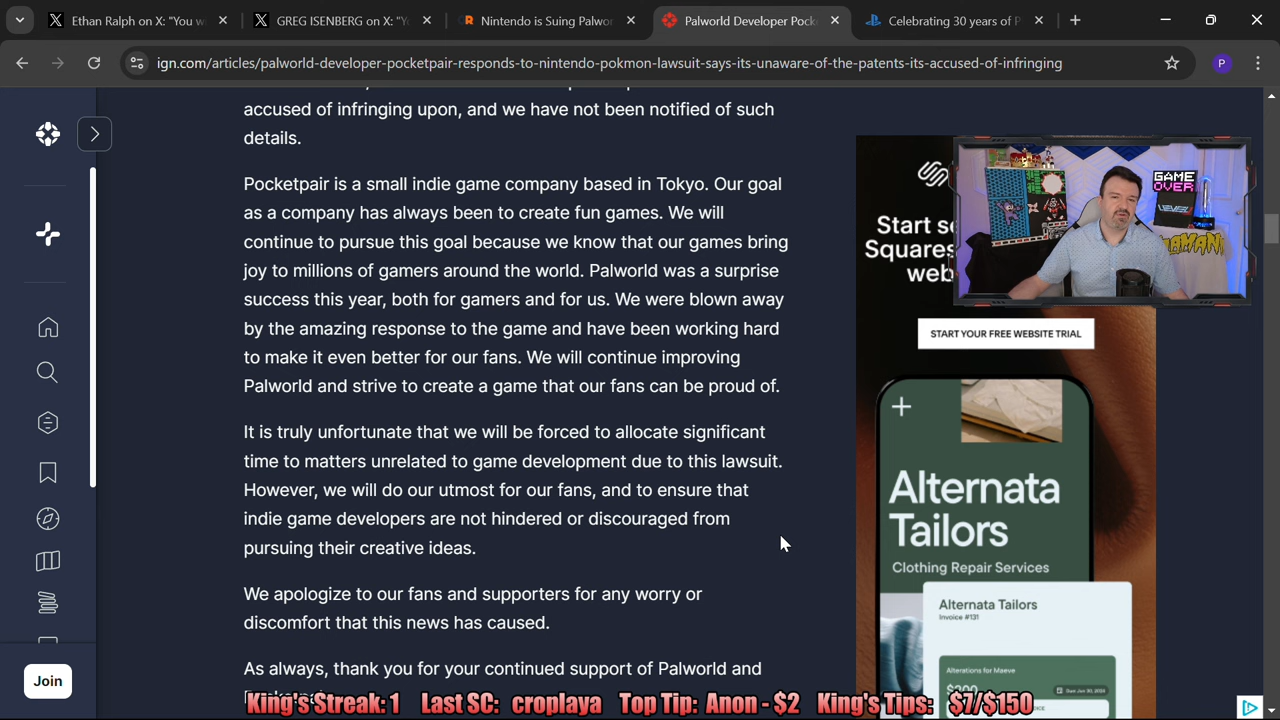 Ethan Ralph on X: "You w
GREG ISENBERG on X: "Yo
Nintendo is Suing Palwor
Palworld Developer Pock
Celebrating 30 years of P
ign.com/articles/palworld-developer-pocketpair-responds-to-nintendo-pokmon-lawsuit-says-its-unaware-of-the-patents-its-accused-of-infringing
P
accused of infringing upon, and we have not been notified of such
details.
Pocketpair is a small indie game company based in Tokyo. Our goal
as a company has always been to create fun games. We will
continue to pursue this goal because we know that our games bring
joy to millions of gamers around the world. Palworld was a surprise
success this year, both for gamers and for us. We were blown away
by the amazing response to the game and have been working hard
to make it even better for our fans. We will continue improving
Palworld and strive to create a game that our fans can be proud of.
It is truly unfortunate that we will be forced to allocate significant
time to matters unrelated to game development due to this lawsuit.
However, we will do our utmost for our fans, and to ensure that
indie game developers are not hindered or discouraged from
pursuing their creative ideas.
We apologize to our fans and supporters for any worry or
discomfort that this news has caused.
As always, thank you for your continued support of Palworld and
Join
Start
Squares
web
START YOUR FREE WEBSITE TRIAL
GAME
OVER
LEVEL
Alternata
Tailors
Clothing Repair Services
Alternata Tailors
Invoice #131
Alterations for Maeve
$200
Sun Jun 30, 2024
King's Streak: 1 Last SC: croplaya Top Tip: Anon - $2 King's Tips: $7/$150